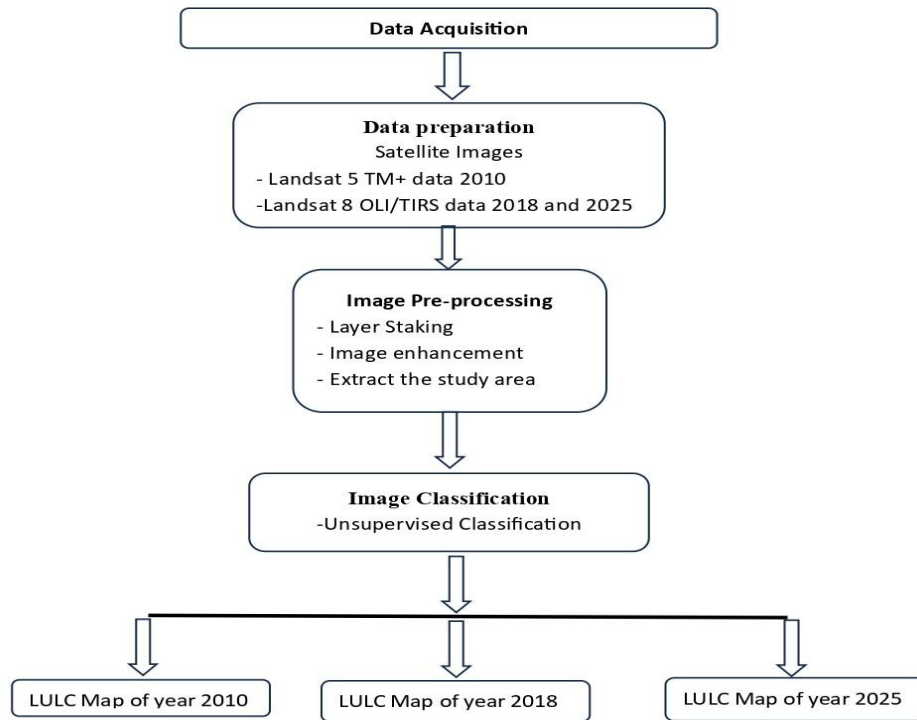 Data Acquisition
Data preparation
Satellite Images
- Landsat 5 TM+ data 2010
-Landsat 8 OLI/TIRS data 2018 and 2025
Image Pre-processing
- Layer Staking
- Image enhancement
- Extract the study area
Image Classification
-Unsupervised Classification
LULC Map of year 2010
LULC Map of year 2018
LULC Map of year 2025